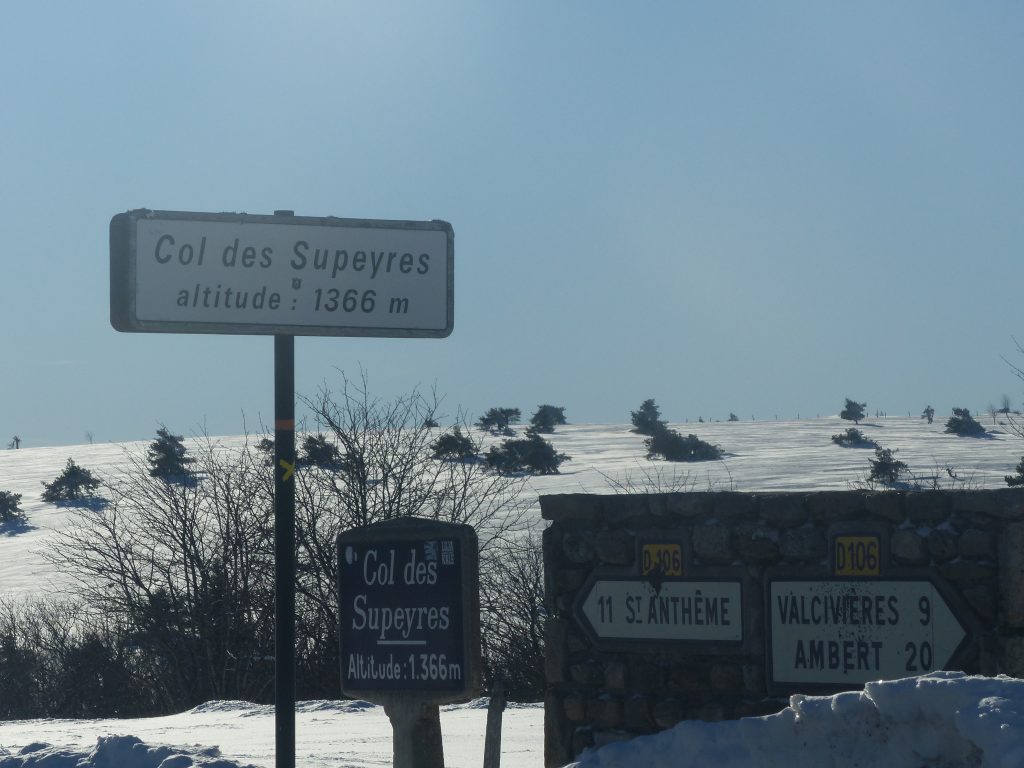 Col des Supeyres
altitude : 1366 m
Col des
Supeyres
Altitude : 1.366m
D.106
11 ST ANTHÊME
D106
VALCIVIERES 9
AMBERT 20